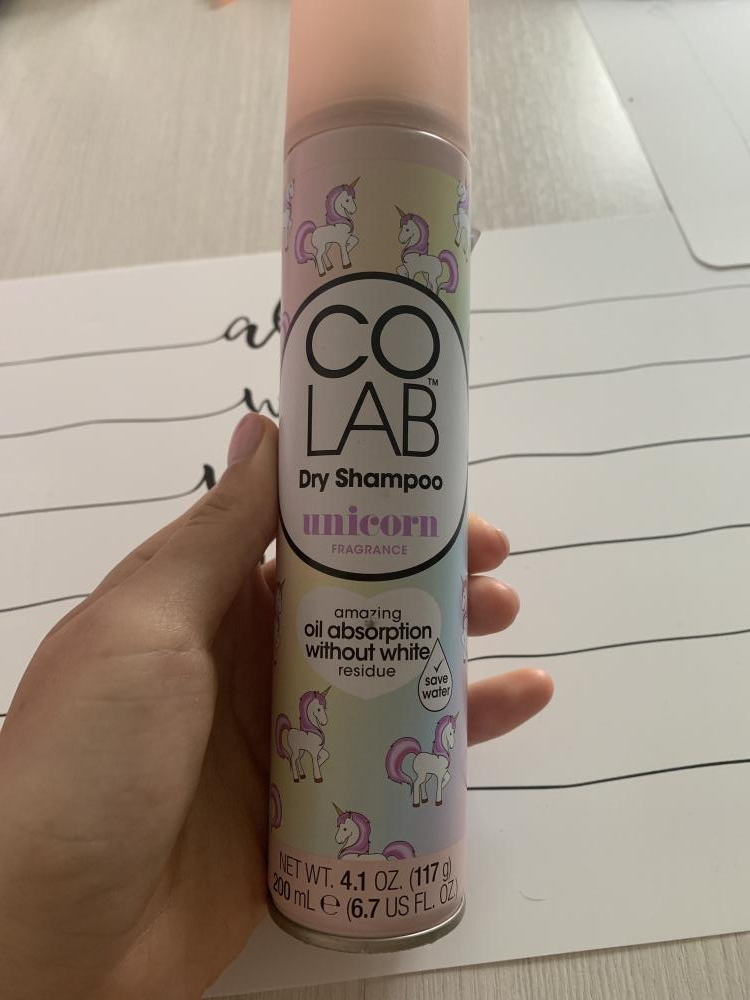 CO
LAB™
Dry Shampoo
unicorn
FRAGRANCE
amazing
oil absorption
without white
residue
save
water
NET WT. 4.1 OZ. (117 g)
200 mL ℮ (6.7 US FL. OZ.)